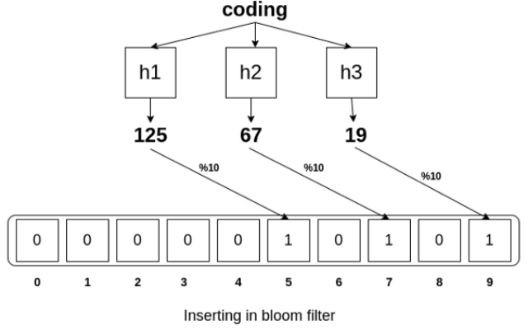 coding
h1 h2 h3
125 67 19
%10 %10 %10
0 0 0 0 0 1 0 1 0 1
0 1 2 3 4 5 6 7 8 9
Inserting in bloom filter